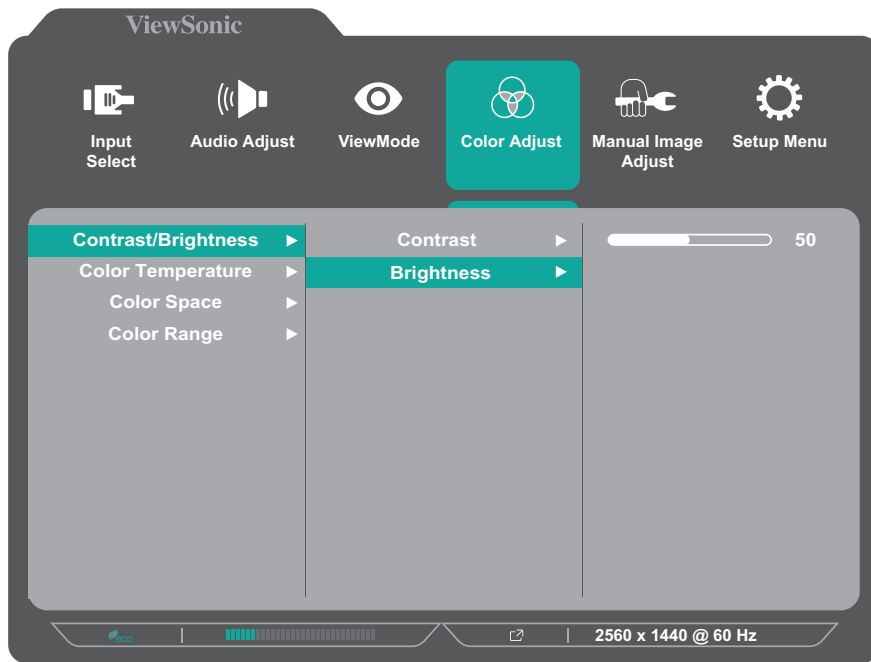 ViewSonic
Input
Select
Audio Adjust
ViewMode
Color Adjust
Manual Image
Adjust
Setup Menu
Contrast/Brightness
Color Temperature
Color Space
Color Range
Contrast
Brightness
50
eco
2560 x 1440 @ 60 Hz